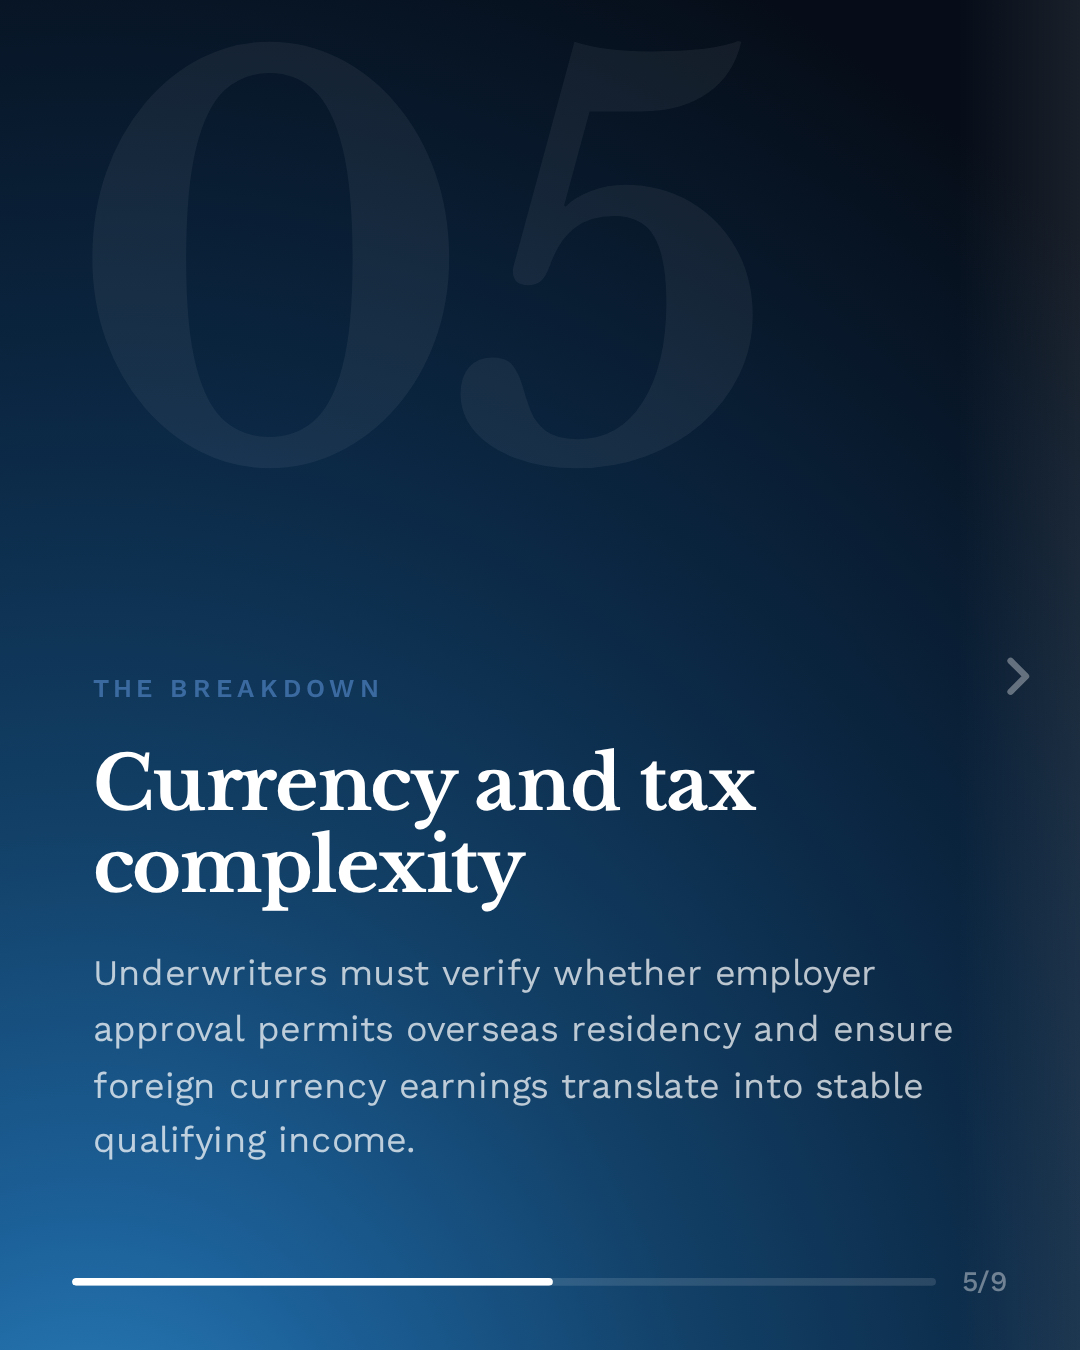 05
THE BREAKDOWN
Currency and tax
complexity
Underwriters must verify whether employer
approval permits overseas residency and ensure
foreign currency earnings translate into stable
qualifying income.
5/9